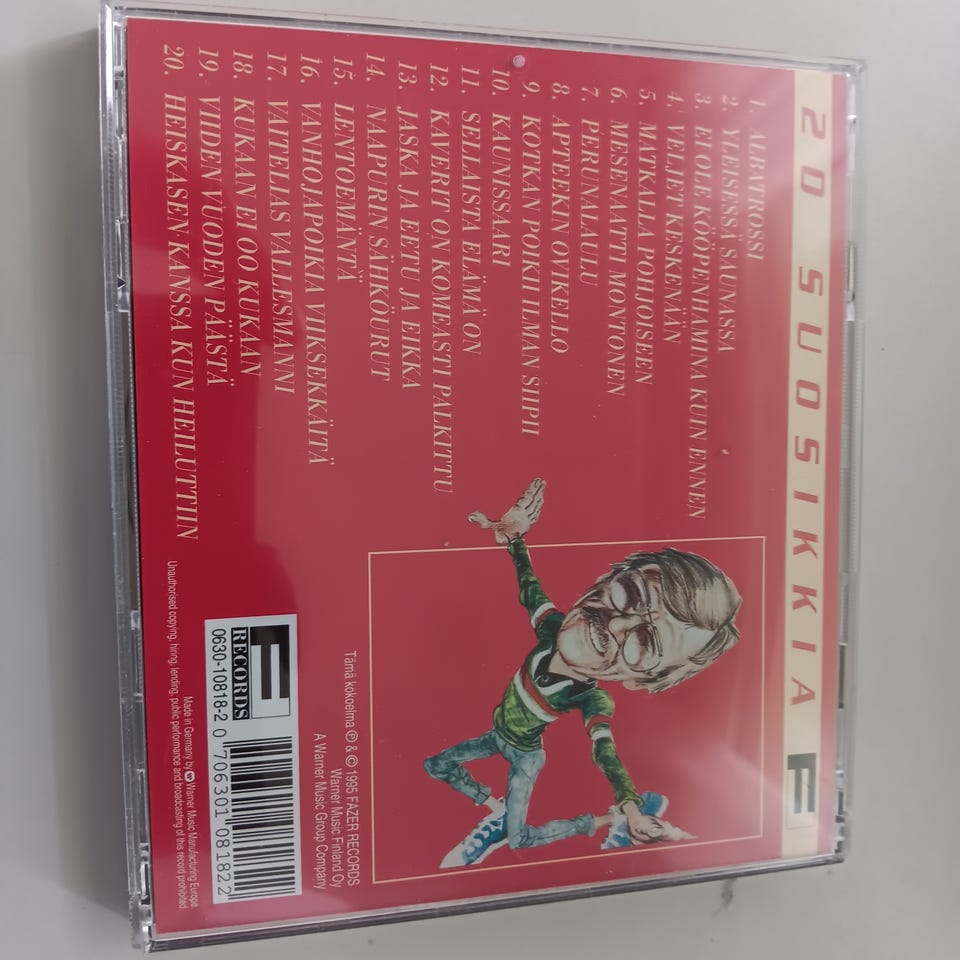 20 SUOSIKKIA
1. ALBATROSSI
2. YLEISESSÄ SAUNASSA
3. EI OLE KÖÖPENHAMINA KUIN ENNEN
4. VELJET KESKENÄÄN
5. MATKALLA POHJOISEEN
6. MESENAATTI MONTONEN
7. PERUNALAULU
8. APTEEKIN OVIKELLO
9. KOTKAN POIKII ILMAN SIIPII
10. KAUNISSAARI
11. SELLAISTA ELÄMÄ ON
12. KAVERIT ON KOMEASTI PALKITTU
13. JASKA JA EETU JA EIKKA
14. NAAPURIN SÄHKÖURUT
15. LENTOEMÄNTÄ
16. VANHOJAPOIKIA VIIKSEKKÄITÄ
17. VAITELIAS VALLESMANNI
18. KUKAAN EI OO KUKAAN
19. VIIDEN VUODEN PÄÄSTÄ
20. HEISKASEN KANSSA KUN HEILUTTIIN
Tämä kokoelma ℗ & © 1995 FAZER RECORDS
Warner Music Finland Oy
A Warner Music Group Company
F
RECORDS
0630-10818-2
0 706301 081822
Made in Germany by Warner Music Manufacturing Europe.
Unauthorised copying, hiring, lending, public performance and broadcasting of this record prohibited